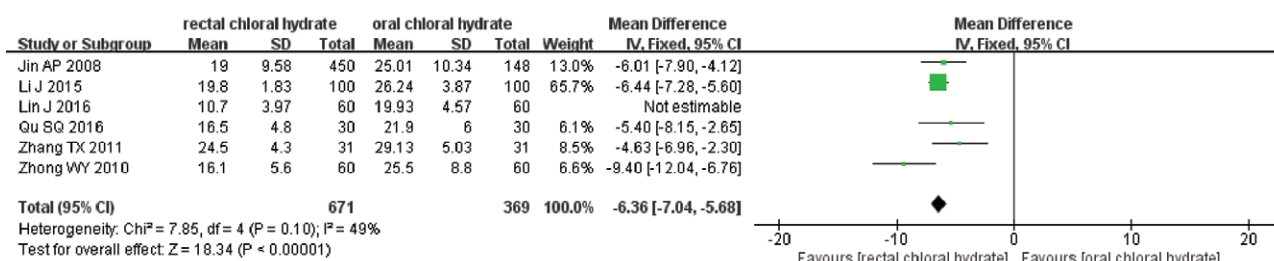 rectal chloral hydrate oral chloral hydrate Mean Difference Mean Difference
Study or Subgroup Mean SD Total Mean SD Total Weight IV, Fixed, 95% CI IV, Fixed, 95% CI
Jin AP 2008 19 9.58 450 25.01 10.34 148 13.0% -6.01 [-7.90, -4.12]
Li J 2015 19.8 1.83 100 26.24 3.87 100 65.7% -6.44 [-7.28, -5.60]
Lin J 2016 10.7 3.97 60 19.93 4.57 60 Not estimable
Qu SQ 2016 16.5 4.8 30 21.9 6 30 6.1% -5.40 [-8.15, -2.65]
Zhang TX 2011 24.5 4.3 31 29.13 5.03 31 8.5% -4.63 [-6.96, -2.30]
Zhong WY 2010 16.1 5.6 60 25.5 8.8 60 6.6% -9.40 [-12.04, -6.76]
Total (95% CI) 671 369 100.0% -6.36 [-7.04, -5.68]
Heterogeneity: Chi² = 7.85, df = 4 (P = 0.10); I² = 49%
Test for overall effect: Z = 18.34 (P < 0.00001)
-20 -10 0 10 20
Favours [rectal chloral hydrate] Favours [oral chloral hydrate]